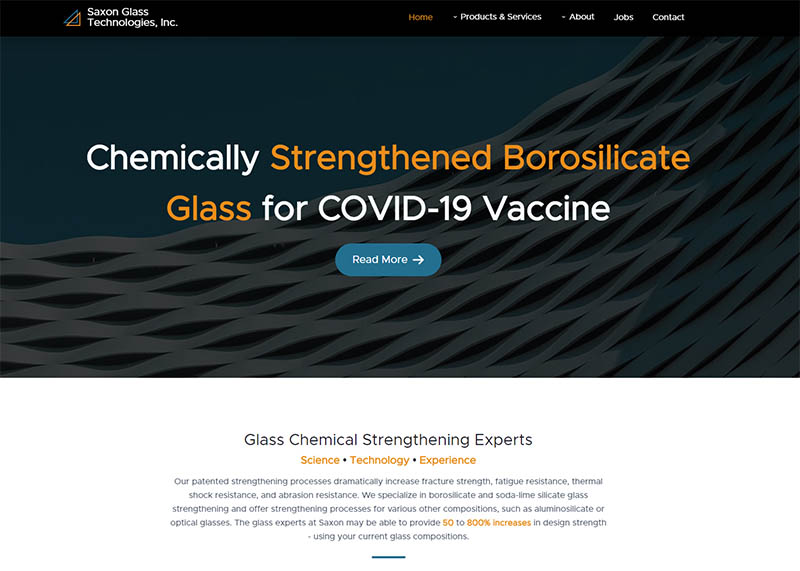 Saxon Glass
Technologies, Inc.
Home Products & Services About Jobs Contact
Chemically Strengthened Borosilicate
Glass for COVID-19 Vaccine
Read More →
Glass Chemical Strengthening Experts
Science • Technology • Experience
Our patented strengthening processes dramatically increase fracture strength, fatigue resistance, thermal
shock resistance, and abrasion resistance. We specialize in borosilicate and soda-lime silicate glass
strengthening and offer strengthening processes for various other compositions, such as aluminosilicate or
optical glasses. The glass experts at Saxon may be able to provide 50 to 800% increases in design strength
- using your current glass compositions.